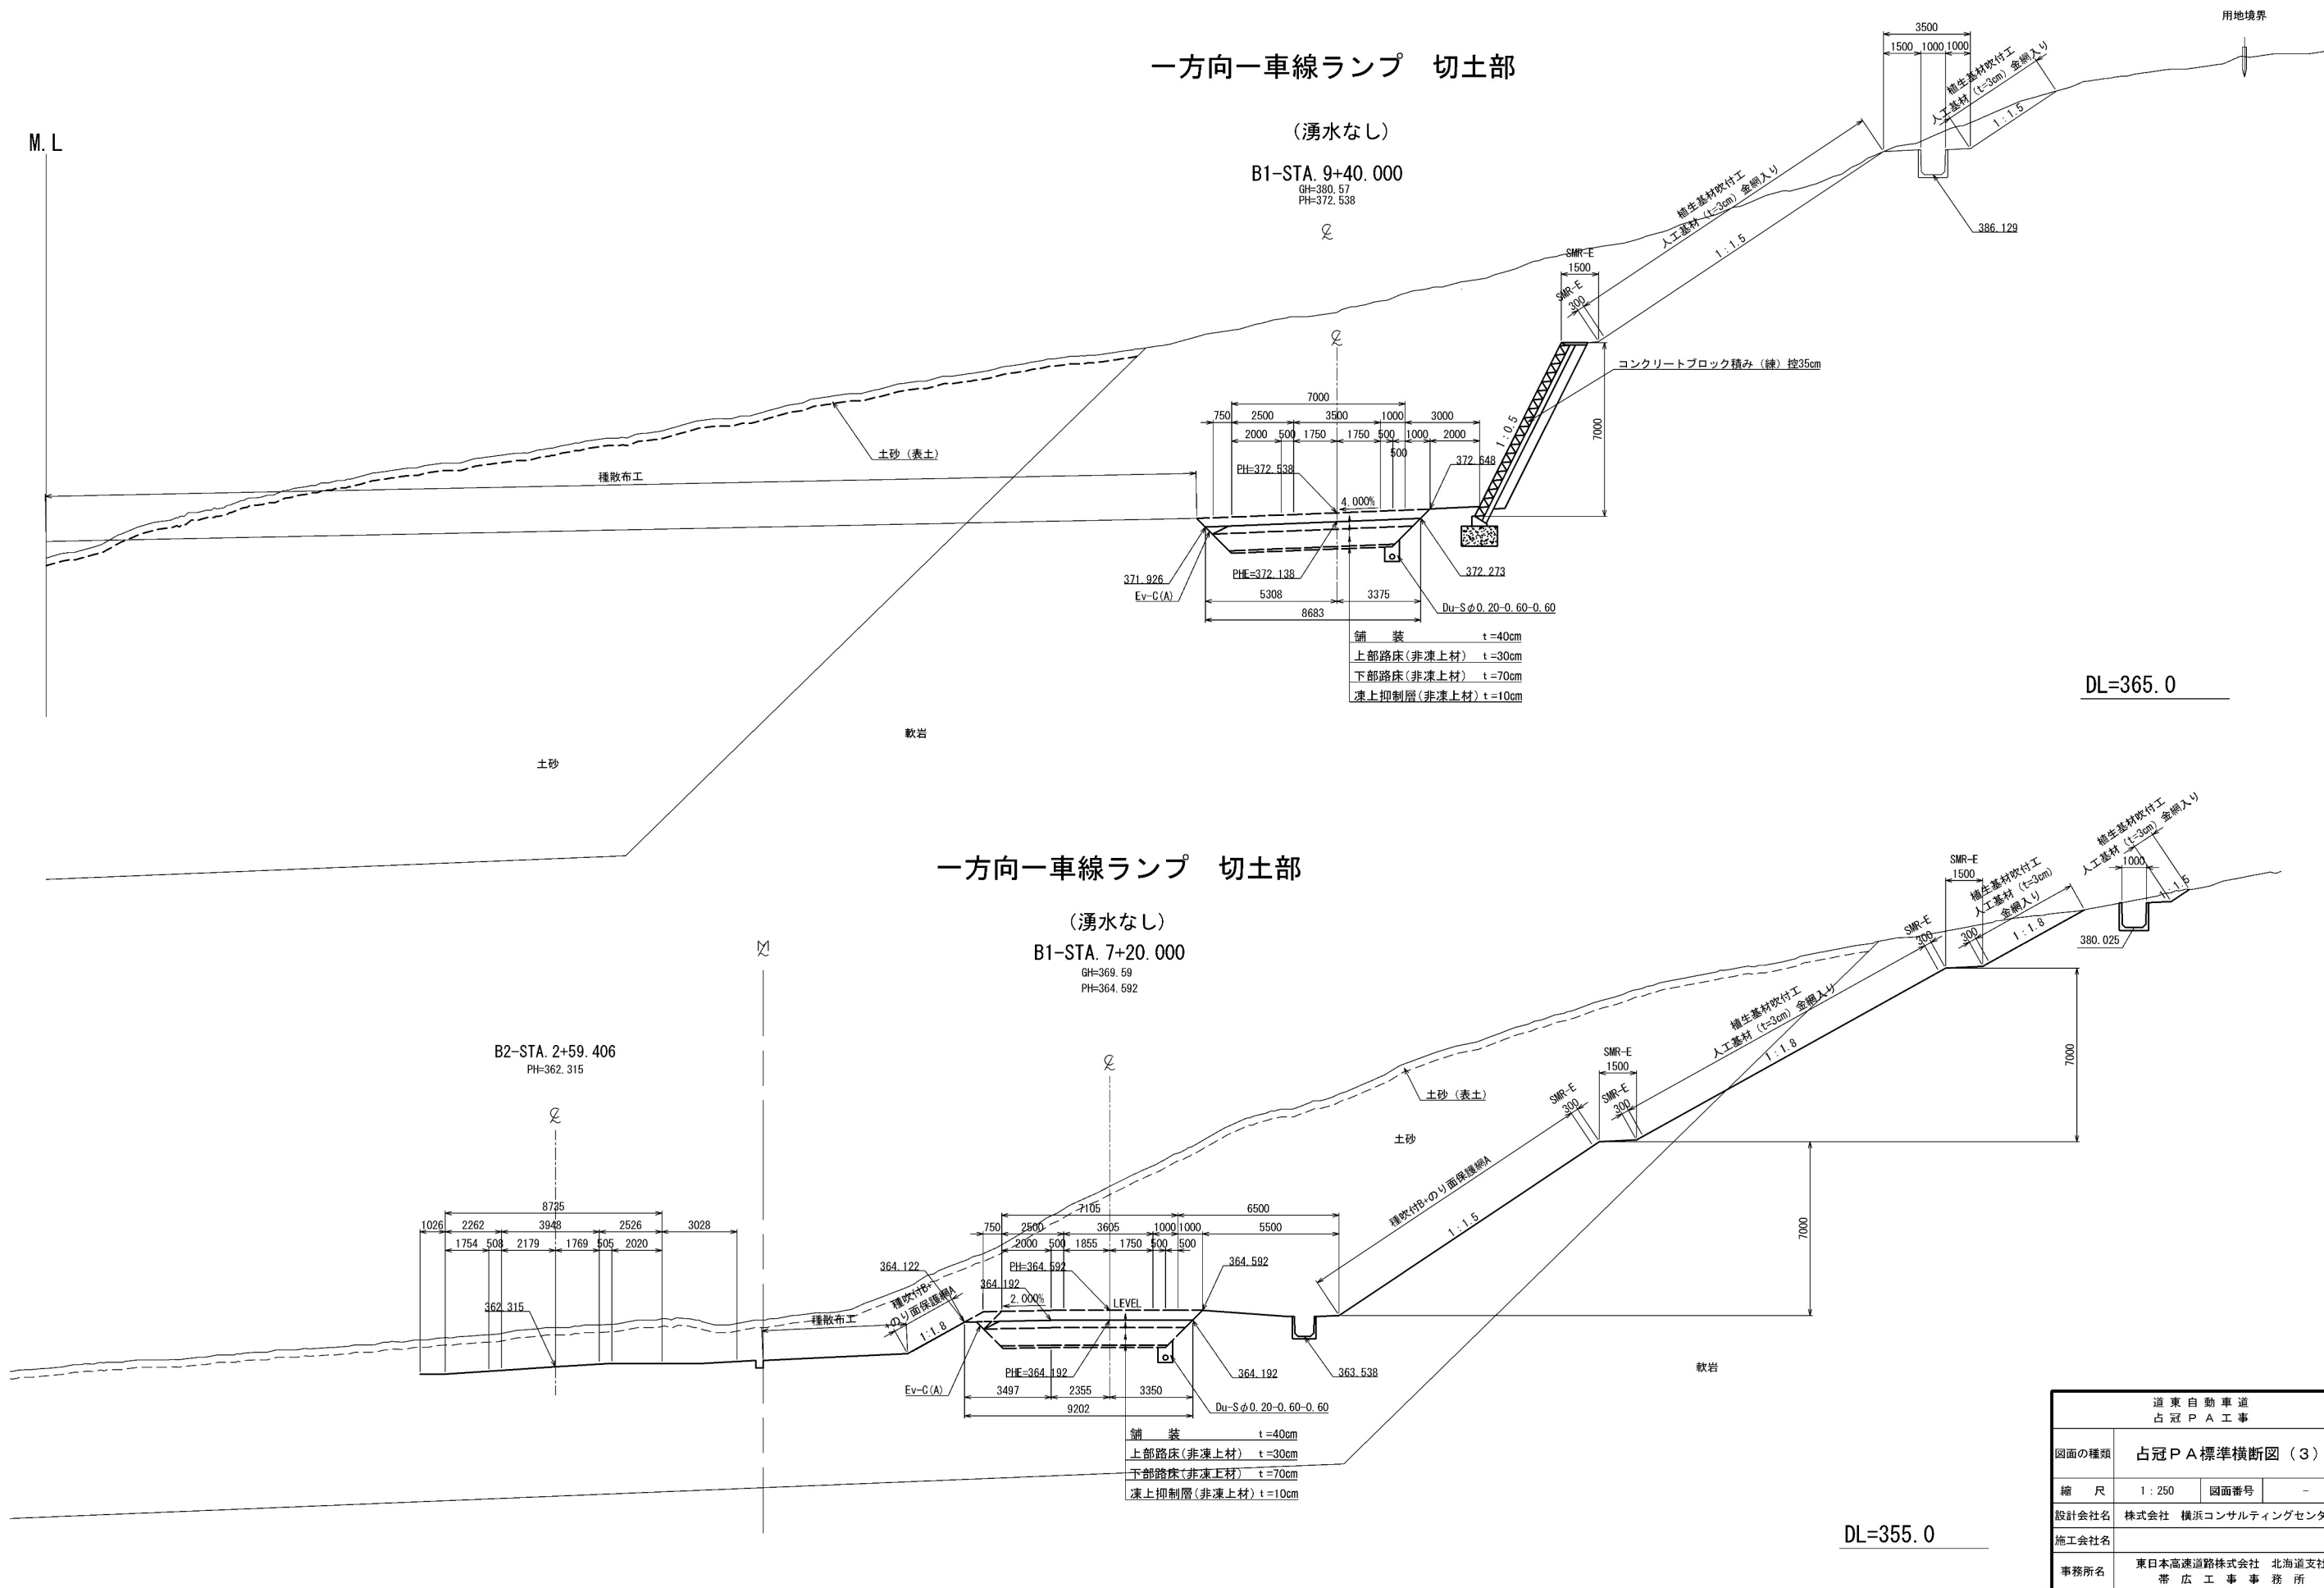 用地境界
一方向一車線ランプ 切土部
(湧水なし)
B1-STA. 9+40.000
GH=380.57
PH=372.538
M.L
3500
1500 1000 1000
植生基材吹付工
人工基材 (t=3cm) 金網入り
1:1.5
386.129
植生基材吹付工
人工基材 (t=3cm) 金網入り
1:1.5
SMR-E
1500
SMR-E
300
コンクリートブロック積み (練) 控35cm
1:0.5
7000
7000
750 2500 3500 1000 3000
2000 500 1750 1750 500 1000 2000
500
PH=372.538
372.648
4.000%
土砂 (表土)
種散布工
371.926
Ev-C(A)
PHE=372.138
372.273
5308 3375
8683
Du-Sφ0.20-0.60-0.60
舗 装 t=40cm
上部路床(非凍上材) t=30cm
下部路床(非凍上材) t=70cm
凍上抑制層(非凍上材) t=10cm
DL=365.0
軟岩
土砂
一方向一車線ランプ 切土部
(湧水なし)
B1-STA. 7+20.000
GH=369.59
PH=364.592
B2-STA. 2+59.406
PH=362.315
植生基材吹付工
人工基材 (t=3cm) 金網入り
1000
1:1.5
380.025
SMR-E
1500
植生基材吹付工
人工基材 (t=3cm)
金網入り
300
1:1.8
SMR-E
300
植生基材吹付工
人工基材 (t=3cm) 金網入り
1:1.8
7000
SMR-E
1500
SMR-E
300
SMR-E
300
種吹付B+のり面保護網A
1:1.5
7000
土砂 (表土)
土砂
8735
1026 2262 3948 2526 3028
1754 508 2179 1769 505 2020
362.315
7105 6500
750 2500 3605 1000 1000 5500
2000 500 1855 1750 500 500
364.122
PH=364.592
364.592
364.192
2.000%
LEVEL
種吹付B+
+のり面保護網A
種散布工
1:1.8
Ev-C(A)
PHE=364.192
364.192
363.538
3497 2355 3350
9202
Du-Sφ0.20-0.60-0.60
舗 装 t=40cm
上部路床(非凍上材) t=30cm
下部路床(非凍上材) t=70cm
凍上抑制層(非凍上材) t=10cm
軟岩
DL=355.0
道東自動車道
占冠PA工事
図面の種類 占冠PA標準横断図 (3)
縮 尺 1:250 図面番号 -
設計会社名 株式会社 横浜コンサルティングセンタ
施工会社名
事務所名 東日本高速道路株式会社 北海道支社
帯広工事事務所